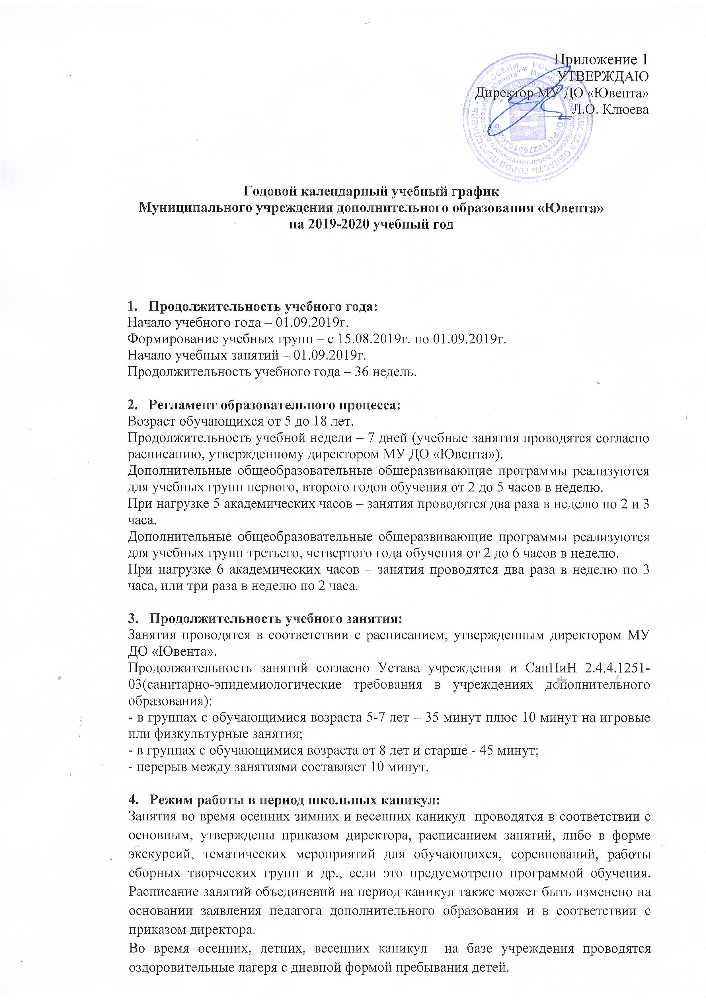 Приложение 1
УТВЕРЖДАЮ
Директор МУ ДО «Ювента»
Л.О. Клюева
Годовой календарный учебный график
Муниципального учреждения дополнительного образования «Ювента»
на 2019-2020 учебный год
1. Продолжительность учебного года:
Начало учебного года – 01.09.2019г.
Формирование учебных групп – с 15.08.2019г. по 01.09.2019г.
Начало учебных занятий – 01.09.2019г.
Продолжительность учебного года – 36 недель.
2. Регламент образовательного процесса:
Возраст обучающихся от 5 до 18 лет.
Продолжительность учебной недели – 7 дней (учебные занятия проводятся согласно
расписанию, утвержденному директором МУ ДО «Ювента»).
Дополнительные общеобразовательные общеразвивающие программы реализуются
для учебных групп первого, второго годов обучения от 2 до 5 часов в неделю.
При нагрузке 5 академических часов – занятия проводятся два раза в неделю по 2 и 3
часа.
Дополнительные общеобразовательные общеразвивающие программы реализуются
для учебных групп третьего, четвертого года обучения от 2 до 6 часов в неделю.
При нагрузке 6 академических часов – занятия проводятся два раза в неделю по 3
часа, или три раза в неделю по 2 часа.
3. Продолжительность учебного занятия:
Занятия проводятся в соответствии с расписанием, утвержденным директором МУ
ДО «Ювента».
Продолжительность занятий согласно Устава учреждения и СанПиН 2.4.4.1251-
03(санитарно-эпидемиологические требования в учреждениях дополнительного
образования):
- в группах с обучающимися возраста 5-7 лет – 35 минут плюс 10 минут на игровые
или физкультурные занятия;
- в группах с обучающимися возраста от 8 лет и старше - 45 минут;
- перерыв между занятиями составляет 10 минут.
4. Режим работы в период школьных каникул:
Занятия во время осенних зимних и весенних каникул проводятся в соответствии с
основным, утверждены приказом директора, расписанием занятий, либо в форме
экскурсий, тематических мероприятий для обучающихся, соревнований, работы
сборных творческих групп и др., если это предусмотрено программой обучения.
Расписание занятий объединений на период каникул также может быть изменено на
основании заявления педагога дополнительного образования и в соответствии с
приказом директора.
Во время осенних, летних, весенних каникул на базе учреждения проводятся
оздоровительные лагеря с дневной формой пребывания детей.